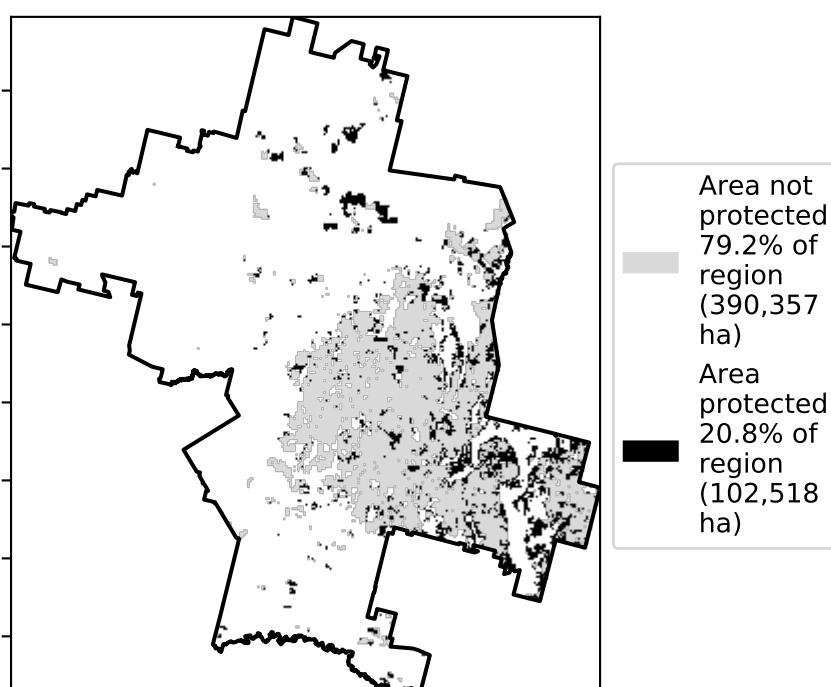 Area not
protected
79.2% of
region
(390,357
ha)
Area
protected
20.8% of
region
(102,518
ha)